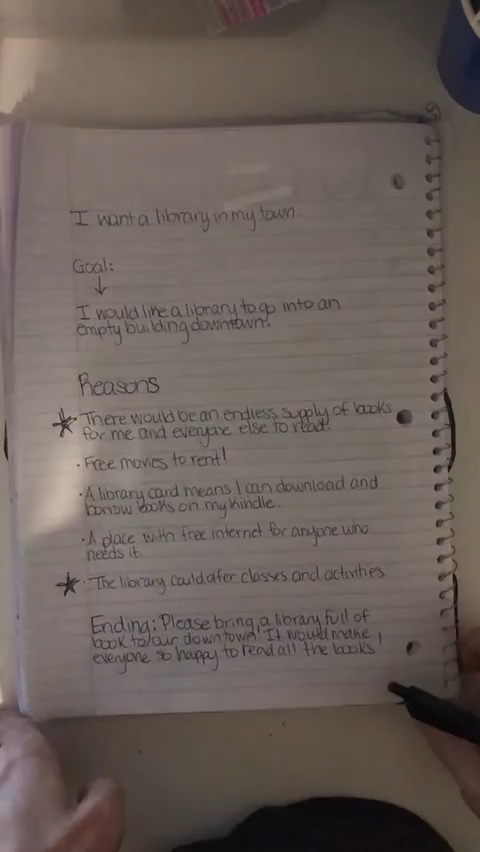 I want a library in my town.
Goal:
↓
I would like a library to go into an
empty building downtown.
Reasons
★ There would be an endless supply of books
for me and everyone else to read!
· Free movies to rent!
· A library card means I can download and
borrow books on my Kindle.
· A place with free internet for anyone who
needs it.
★ · The library could offer classes and activities
Ending: Please bring a library full of
book to our downtown! It would make
everyone so happy to read all the books!